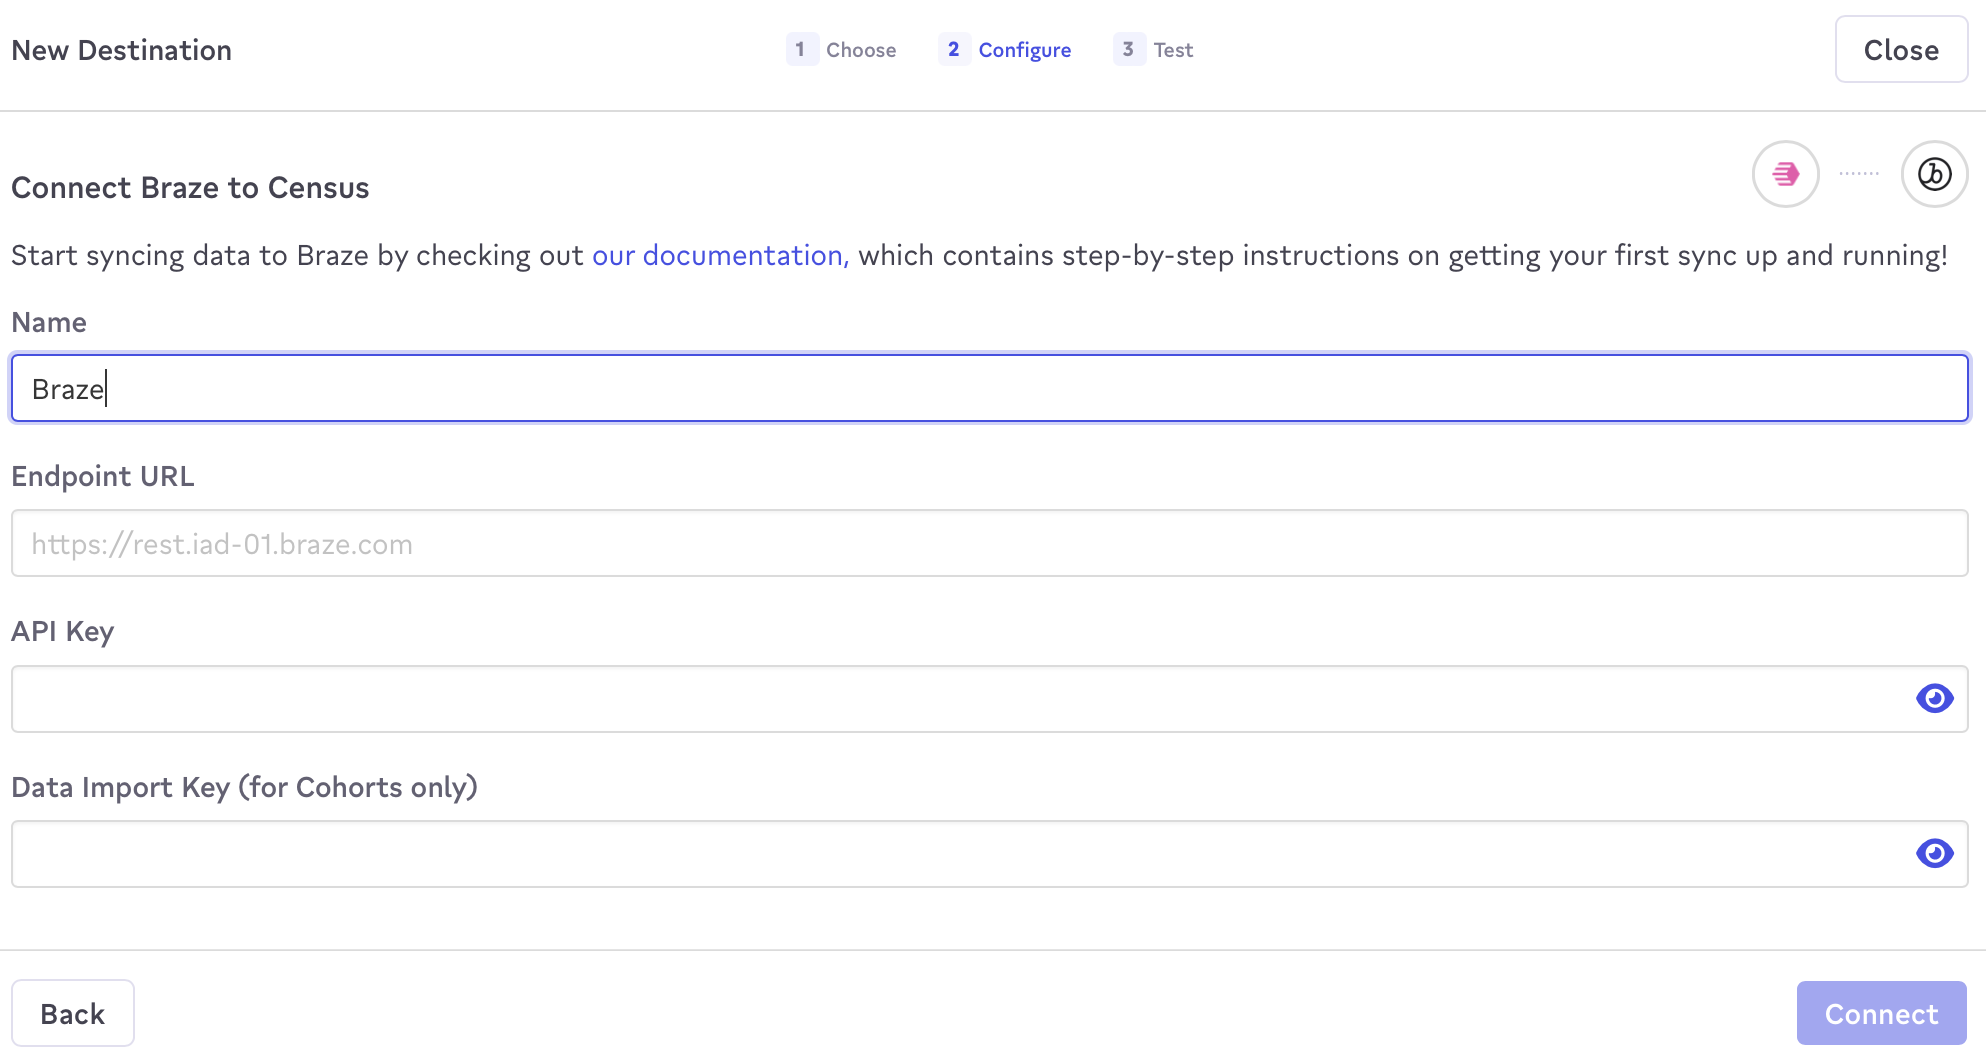 New Destination
1 Choose 2 Configure 3 Test
Close
Connect Braze to Census
Start syncing data to Braze by checking out our documentation, which contains step-by-step instructions on getting your first sync up and running!
Name
Braze
Endpoint URL
https://rest.iad-01.braze.com
API Key
Data Import Key (for Cohorts only)
Back
Connect